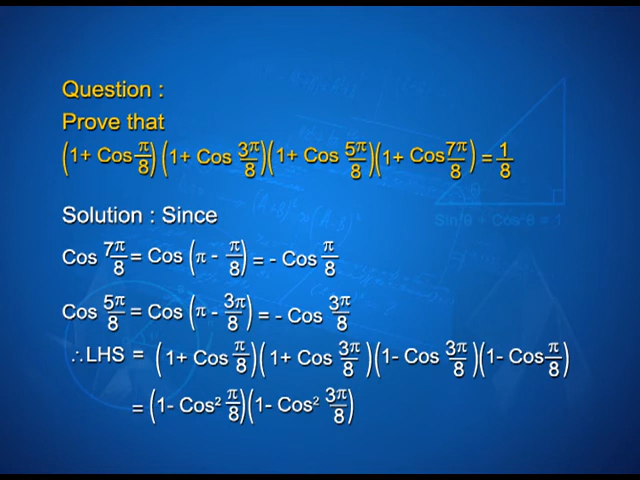 Question :
Prove that
(1+ Cos π/8) (1+ Cos 3π/8)(1+ Cos 5π/8)(1+ Cos 7π/8) = 1/8
Solution : Since
Cos 7π/8 = Cos (π - π/8) = - Cos π/8
Cos 5π/8 = Cos (π - 3π/8) = - Cos 3π/8
∴LHS = (1+ Cos π/8)(1+ Cos 3π/8)(1- Cos 3π/8)(1- Cos π/8)
= (1- Cos² π/8)(1- Cos² 3π/8)